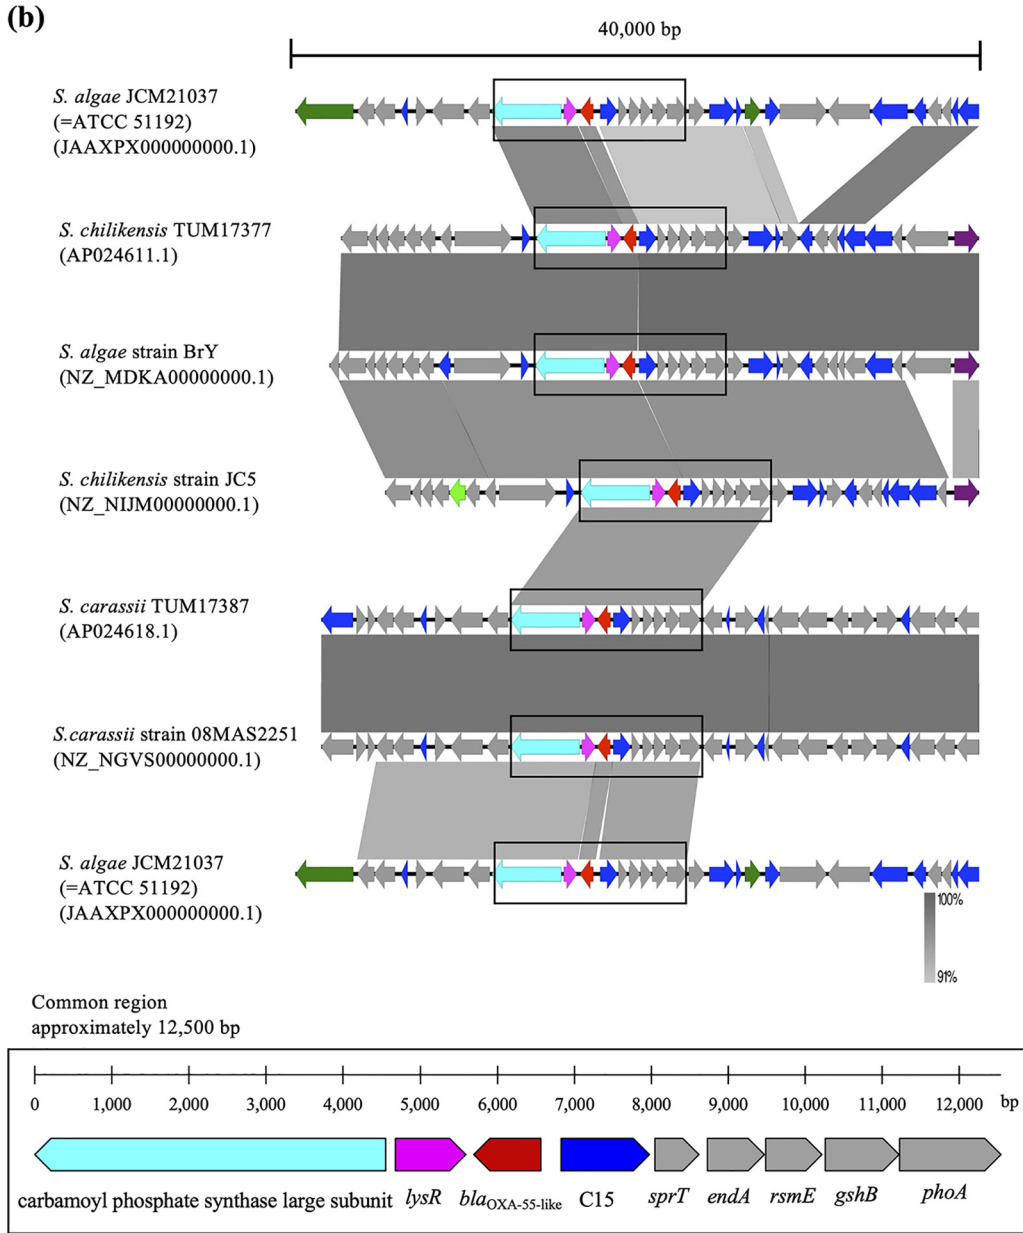 (b)
40,000 bp
S. algae JCM21037
(=ATCC 51192)
(JAAXPX000000000.1)
S. chilikensis TUM17377
(AP024611.1)
S. algae strain BrY
(NZ_MDKA00000000.1)
S. chilikensis strain JC5
(NZ_NIJM00000000.1)
S. carassii TUM17387
(AP024618.1)
S.carassii strain 08MAS2251
(NZ_NGVS00000000.1)
S. algae JCM21037
(=ATCC 51192)
(JAAXPX000000000.1)
100%
91%
Common region
approximately 12,500 bp
0 1,000 2,000 3,000 4,000 5,000 6,000 7,000 8,000 9,000 10,000 11,000 12,000 bp
carbamoyl phosphate synthase large subunit lysR blaOXA-55-like C15 sprT endA rsmE gshB phoA